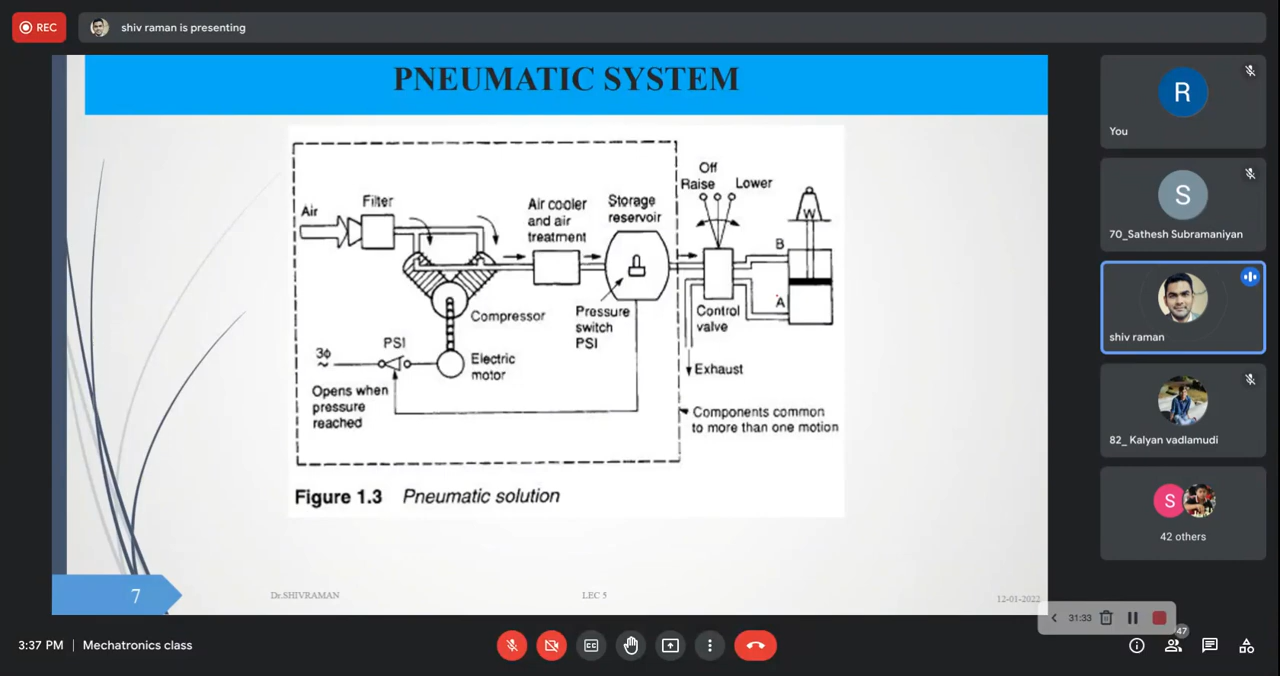 REC
shiv raman is presenting
PNEUMATIC SYSTEM
Off
Raise
Lower
Air
Filter
Air cooler
and air
treatment
Storage
reservoir
W
B
A
Compressor
Pressure
switch
PSI
Control
valve
3ϕ
~
PSI
Electric
motor
Exhaust
Opens when
pressure
reached
Components common
to more than one motion
Figure 1.3 Pneumatic solution
7
Dr.SHIVRAMAN
LEC 5
12-01-2022
R
You
S
70_Sathesh Subramaniyan
shiv raman
82_ Kalyan vadlamudi
S
42 others
31:33
3:37 PM | Mechatronics class
CC
47